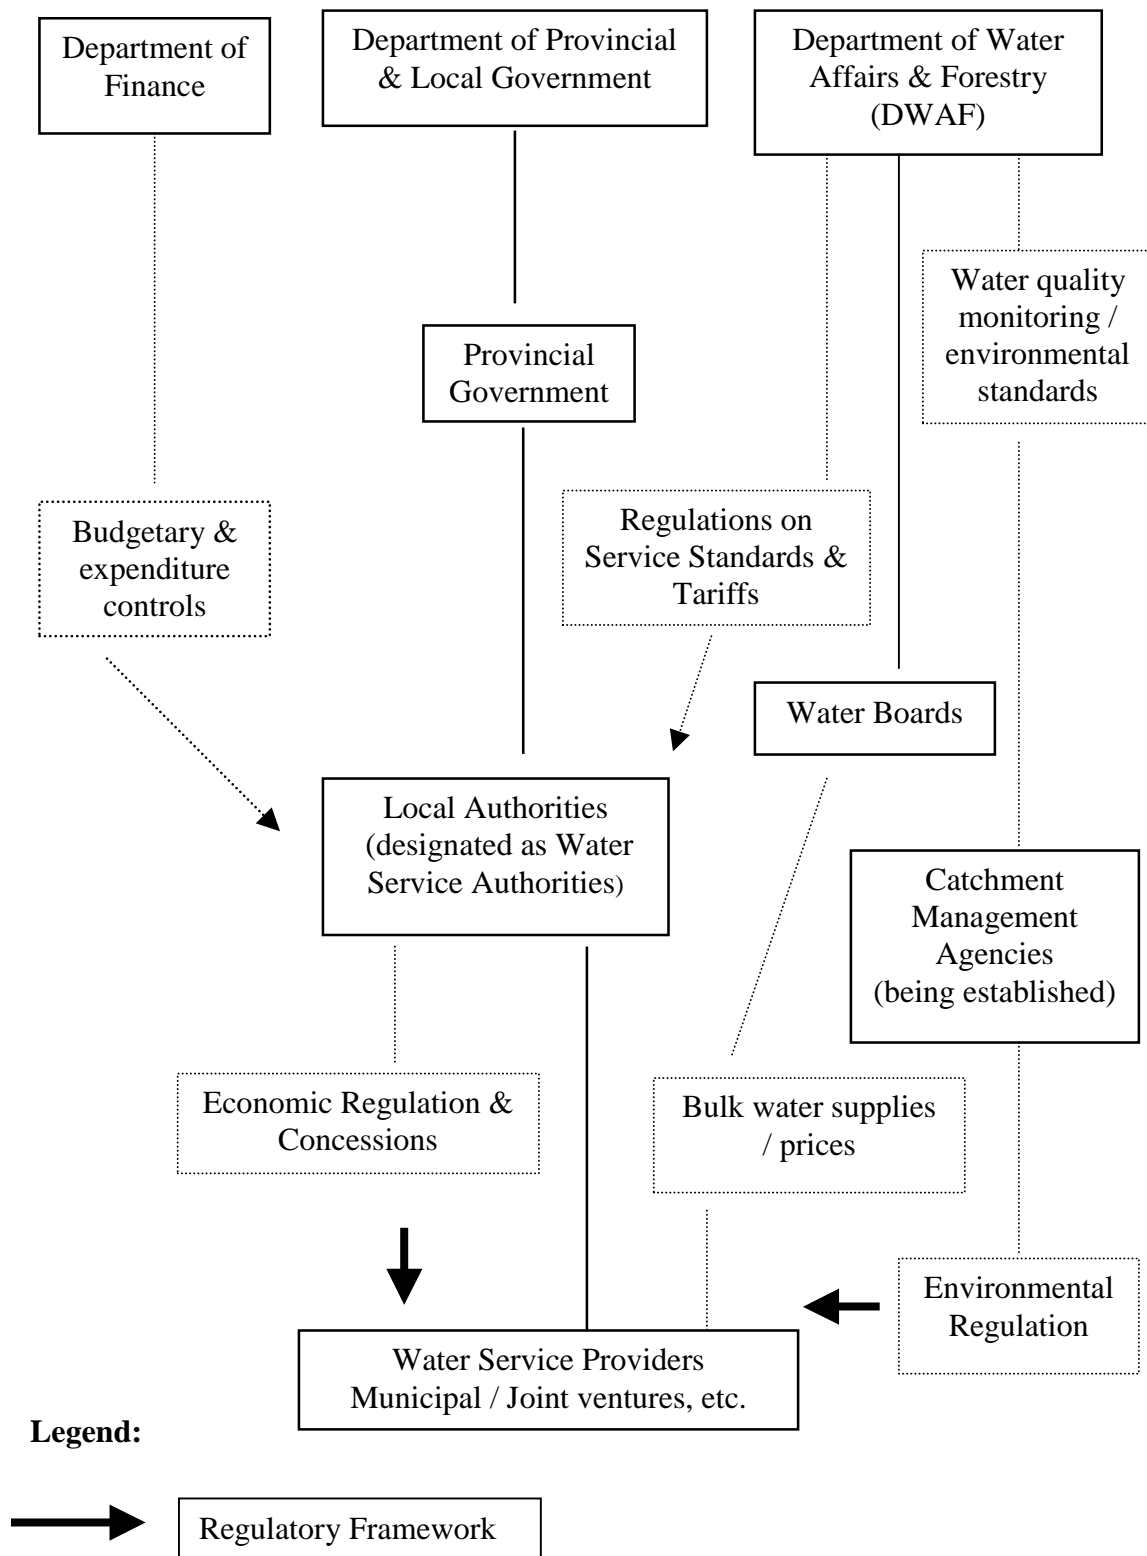 Department of
Finance
Department of Provincial
& Local Government
Department of Water
Affairs & Forestry
(DWAF)
Water quality
monitoring /
environmental
standards
Provincial
Government
Budgetary &
expenditure
controls
Regulations on
Service Standards &
Tariffs
Water Boards
Local Authorities
(designated as Water
Service Authorities)
Catchment
Management
Agencies
(being established)
Economic Regulation &
Concessions
Bulk water supplies
/ prices
Environmental
Regulation
Water Service Providers
Municipal / Joint ventures, etc.
Legend:
Regulatory Framework